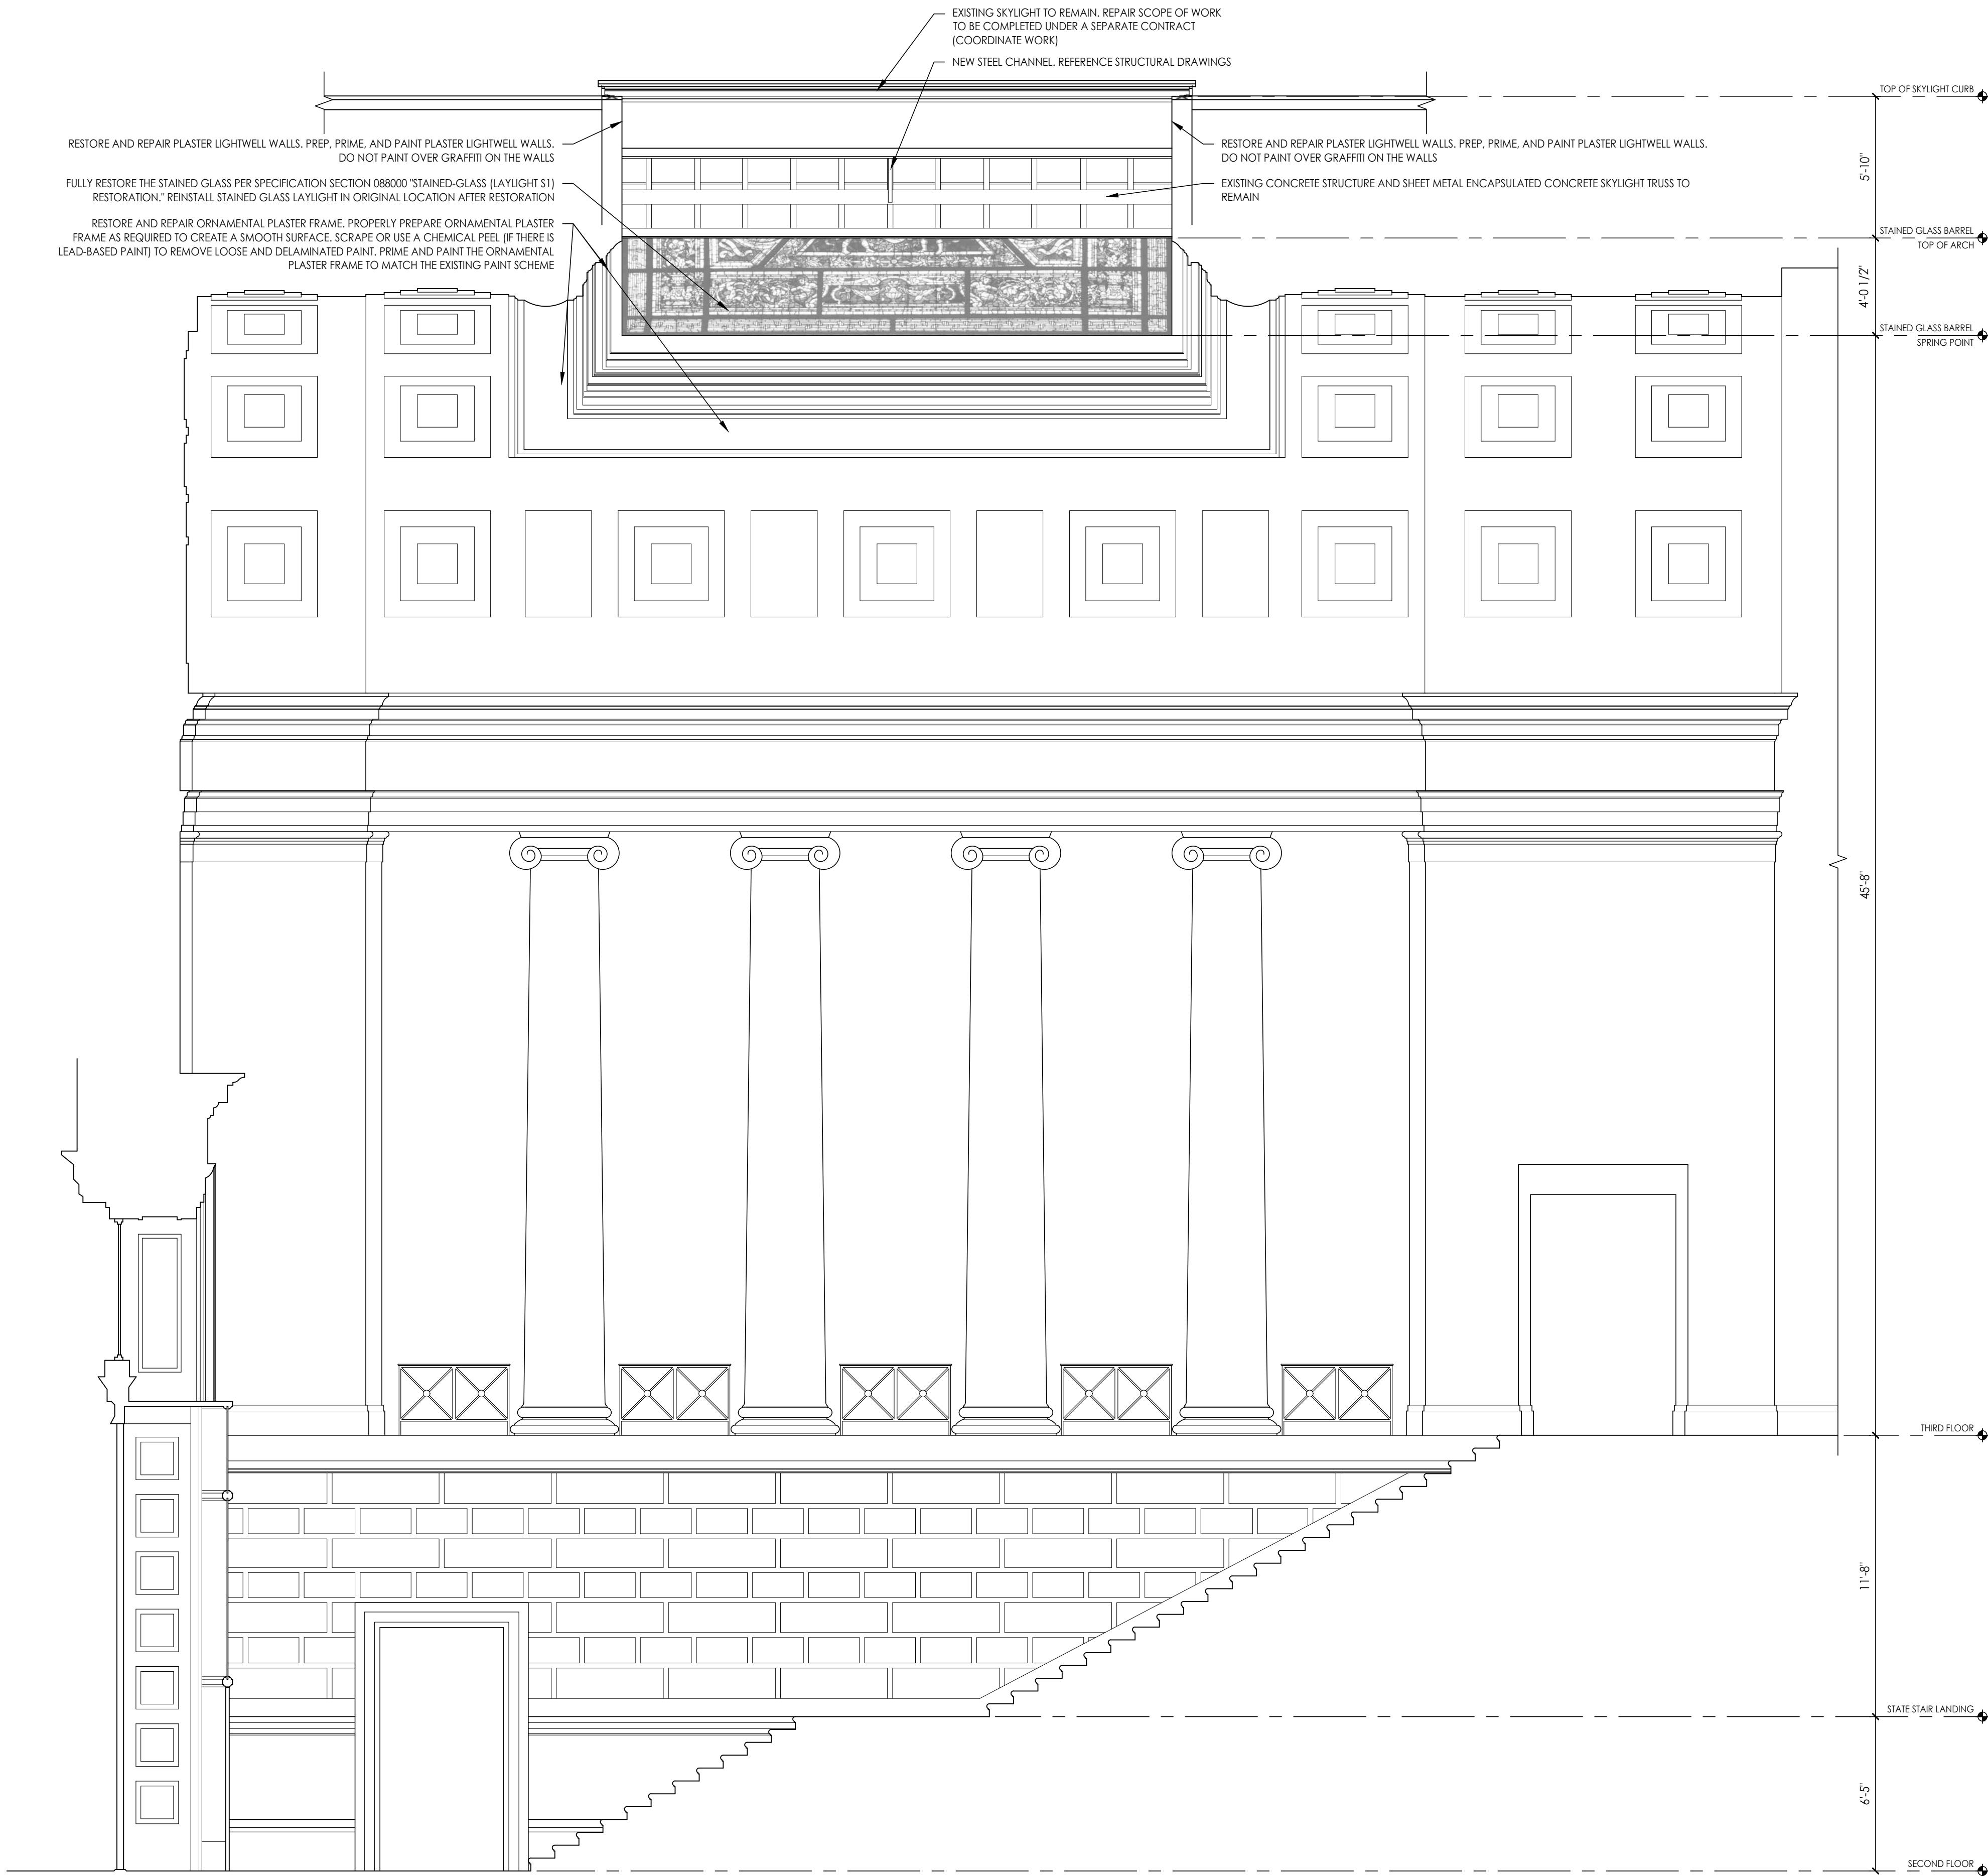 EXISTING SKYLIGHT TO REMAIN. REPAIR SCOPE OF WORK
TO BE COMPLETED UNDER A SEPARATE CONTRACT
(COORDINATE WORK)
NEW STEEL CHANNEL. REFERENCE STRUCTURAL DRAWINGS
TOP OF SKYLIGHT CURB
RESTORE AND REPAIR PLASTER LIGHTWELL WALLS. PREP, PRIME, AND PAINT PLASTER LIGHTWELL WALLS.
DO NOT PAINT OVER GRAFFITI ON THE WALLS
FULLY RESTORE THE STAINED GLASS PER SPECIFICATION SECTION 088000 "STAINED-GLASS (LAYLIGHT S1)
RESTORATION." REINSTALL STAINED GLASS LAYLIGHT IN ORIGINAL LOCATION AFTER RESTORATION
RESTORE AND REPAIR ORNAMENTAL PLASTER FRAME. PROPERLY PREPARE ORNAMENTAL PLASTER
FRAME AS REQUIRED TO CREATE A SMOOTH SURFACE. SCRAPE OR USE A CHEMICAL PEEL (IF THERE IS
LEAD-BASED PAINT) TO REMOVE LOOSE AND DELAMINATED PAINT. PRIME AND PAINT THE ORNAMENTAL
PLASTER FRAME TO MATCH THE EXISTING PAINT SCHEME
RESTORE AND REPAIR PLASTER LIGHTWELL WALLS. PREP, PRIME, AND PAINT PLASTER LIGHTWELL WALLS.
DO NOT PAINT OVER GRAFFITI ON THE WALLS
EXISTING CONCRETE STRUCTURE AND SHEET METAL ENCAPSULATED CONCRETE SKYLIGHT TRUSS TO
REMAIN
5'-10"
STAINED GLASS BARREL
TOP OF ARCH
4'-0 1/2"
STAINED GLASS BARREL
SPRING POINT
45'-8"
THIRD FLOOR
11'-8"
STATE STAIR LANDING
6'-5"
SECOND FLOOR